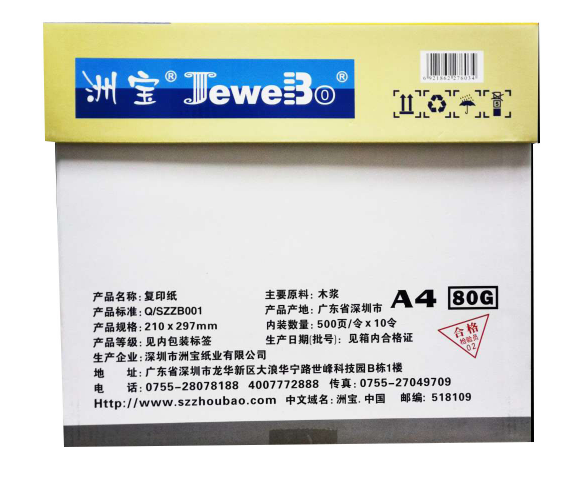 洲宝® JeweBo®
6921862278034
产品名称: 复印纸
主要原料: 木浆
产品标准: Q/SZZB001
产品产地: 广东省深圳市
A4 80G
产品规格: 210×297mm
内装数量: 500页/令×10令
产品等级: 见内包装标签
生产日期(批号): 见箱内合格证
合格
检验员
02
生产企业: 深圳市洲宝纸业有限公司
地 址: 广东省深圳市龙华新区大浪华宁路世峰科技园B栋1楼
电 话: 0755-28078188 4007772888 传真: 0755-27049709
Http://www.szzhoubao.com 中文域名: 洲宝.中国 邮编: 518109